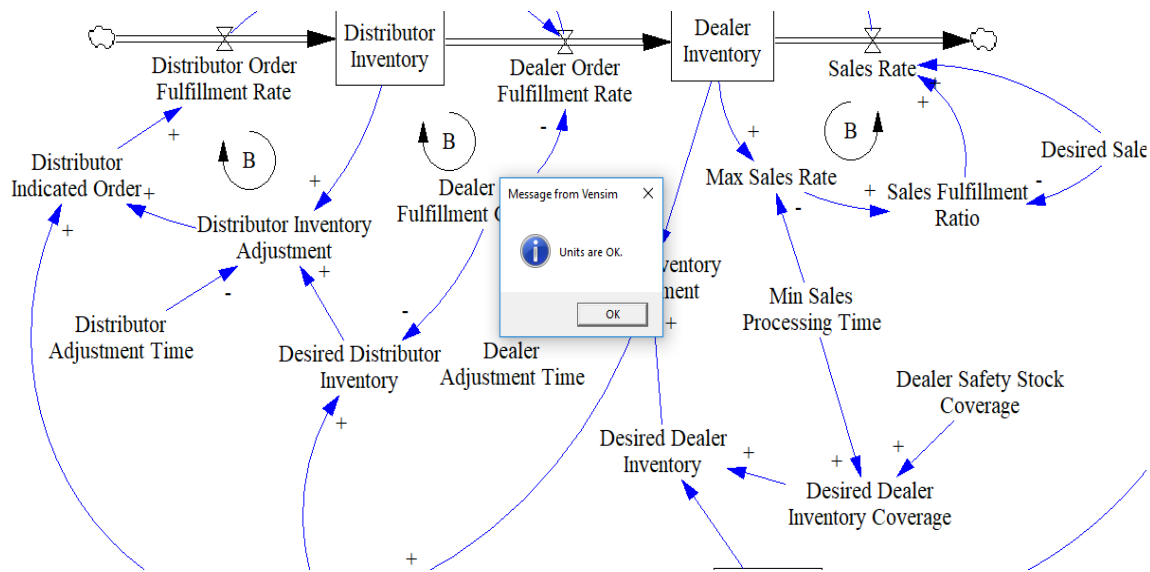 Distributor
Inventory
Dealer
Inventory
Distributor Order
Fulfillment Rate
Dealer Order
Fulfillment Rate
Sales Rate
+
+
+
-
+
B
B
B
Distributor
Indicated Order
+
+
+
Distributor Inventory
Adjustment
+
-
Dealer
Fulfillment
Max Sales Rate
-
+
Sales Fulfillment
Ratio
-
Desired Sale
Message from Vensim
Units are OK.
OK
ventory
ment
+
Distributor
Adjustment Time
-
Desired Distributor
Inventory
+
Dealer
Adjustment Time
Min Sales
Processing Time
Dealer Safety Stock
Coverage
Desired Dealer
Inventory
+
+
+
Desired Dealer
Inventory Coverage
+